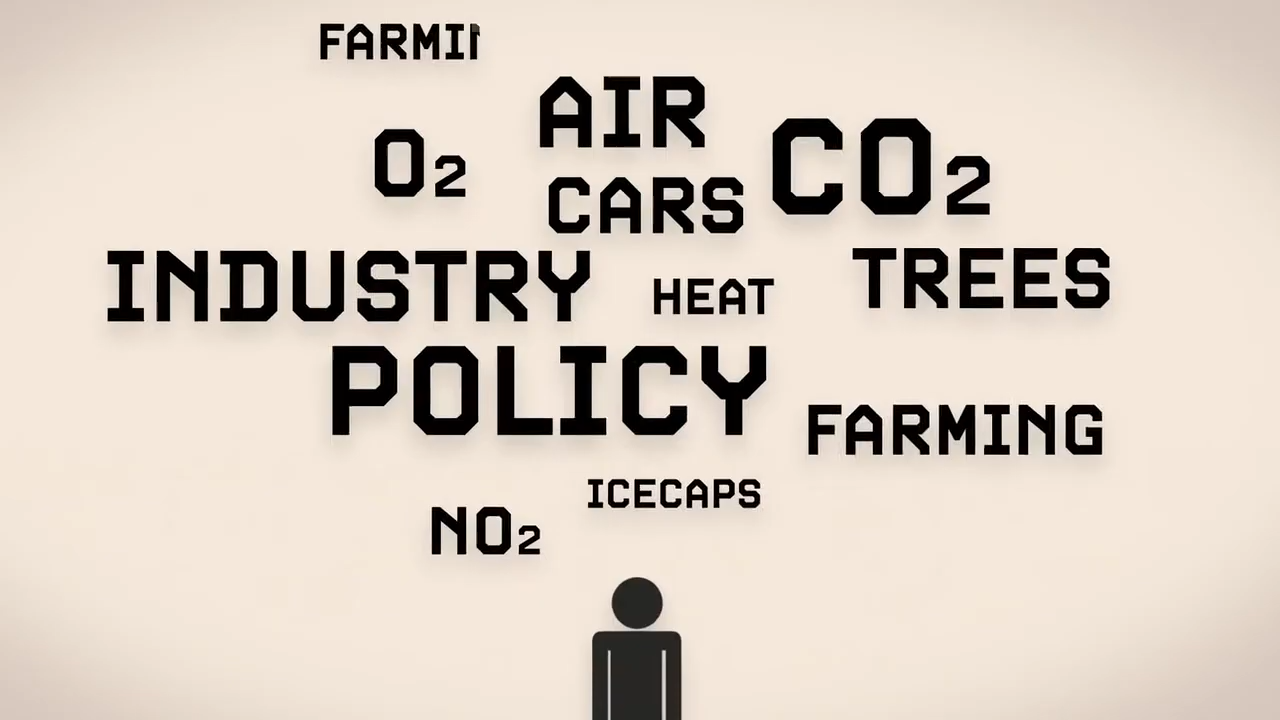 FARMI
AIR
O₂
CO₂
CARS
INDUSTRY
HEAT
TREES
POLICY
FARMING
ICECAPS
NO₂